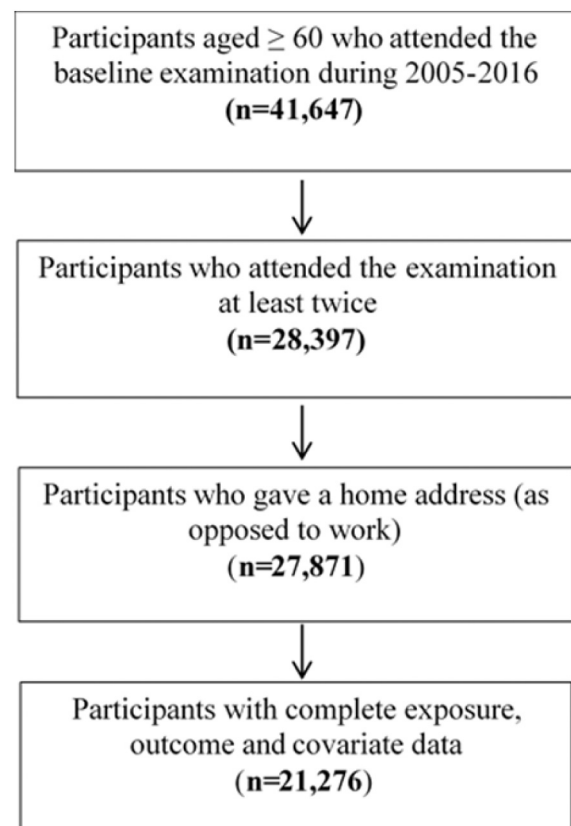 Participants aged ≥ 60 who attended the
baseline examination during 2005-2016
(n=41,647)
Participants who attended the examination
at least twice
(n=28,397)
Participants who gave a home address (as
opposed to work)
(n=27,871)
Participants with complete exposure,
outcome and covariate data
(n=21,276)